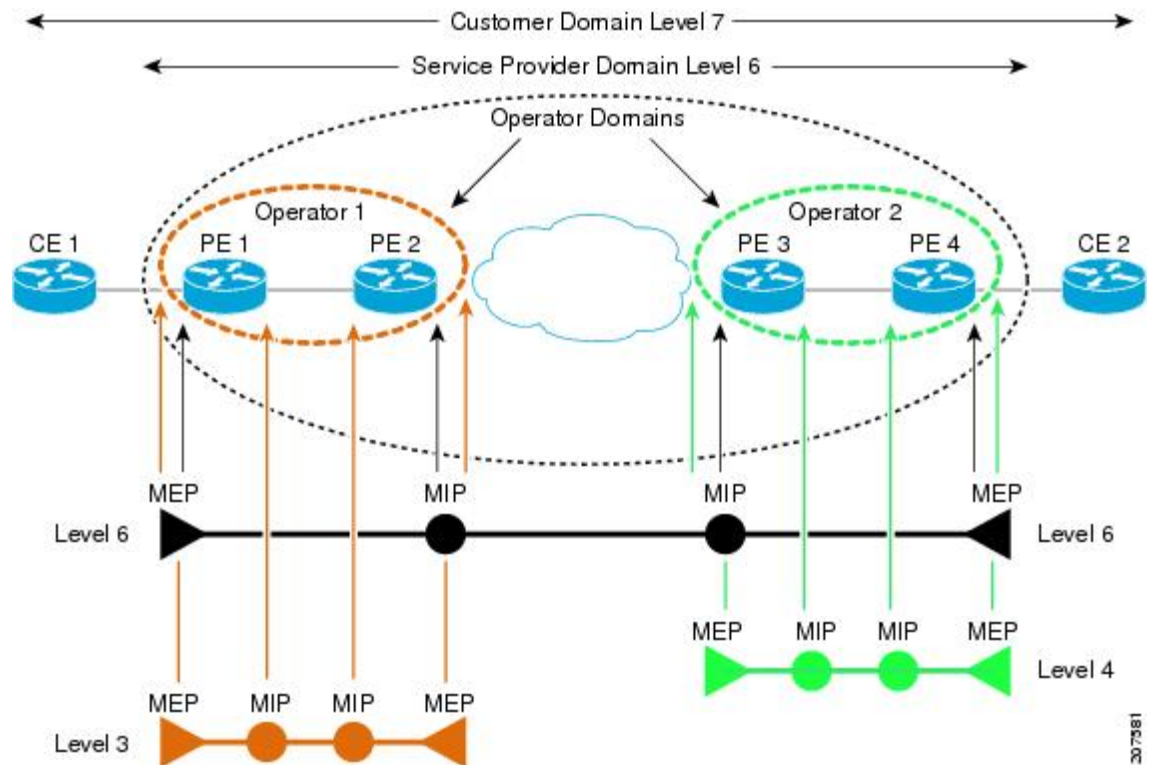 Customer Domain Level 7
Service Provider Domain Level 6
Operator Domains
Operator 1
Operator 2
CE 1
PE 1
PE 2
PE 3
PE 4
CE 2
MEP
MIP
MIP
MEP
Level 6
Level 6
MEP
MIP
MIP
MEP
Level 4
MEP
MIP
MIP
MEP
Level 3
207581